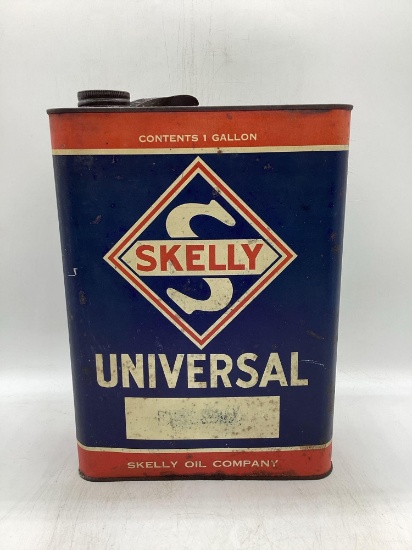 CONTENTS 1 GALLON
S
SKELLY
UNIVERSAL
SKELLY OIL COMPANY